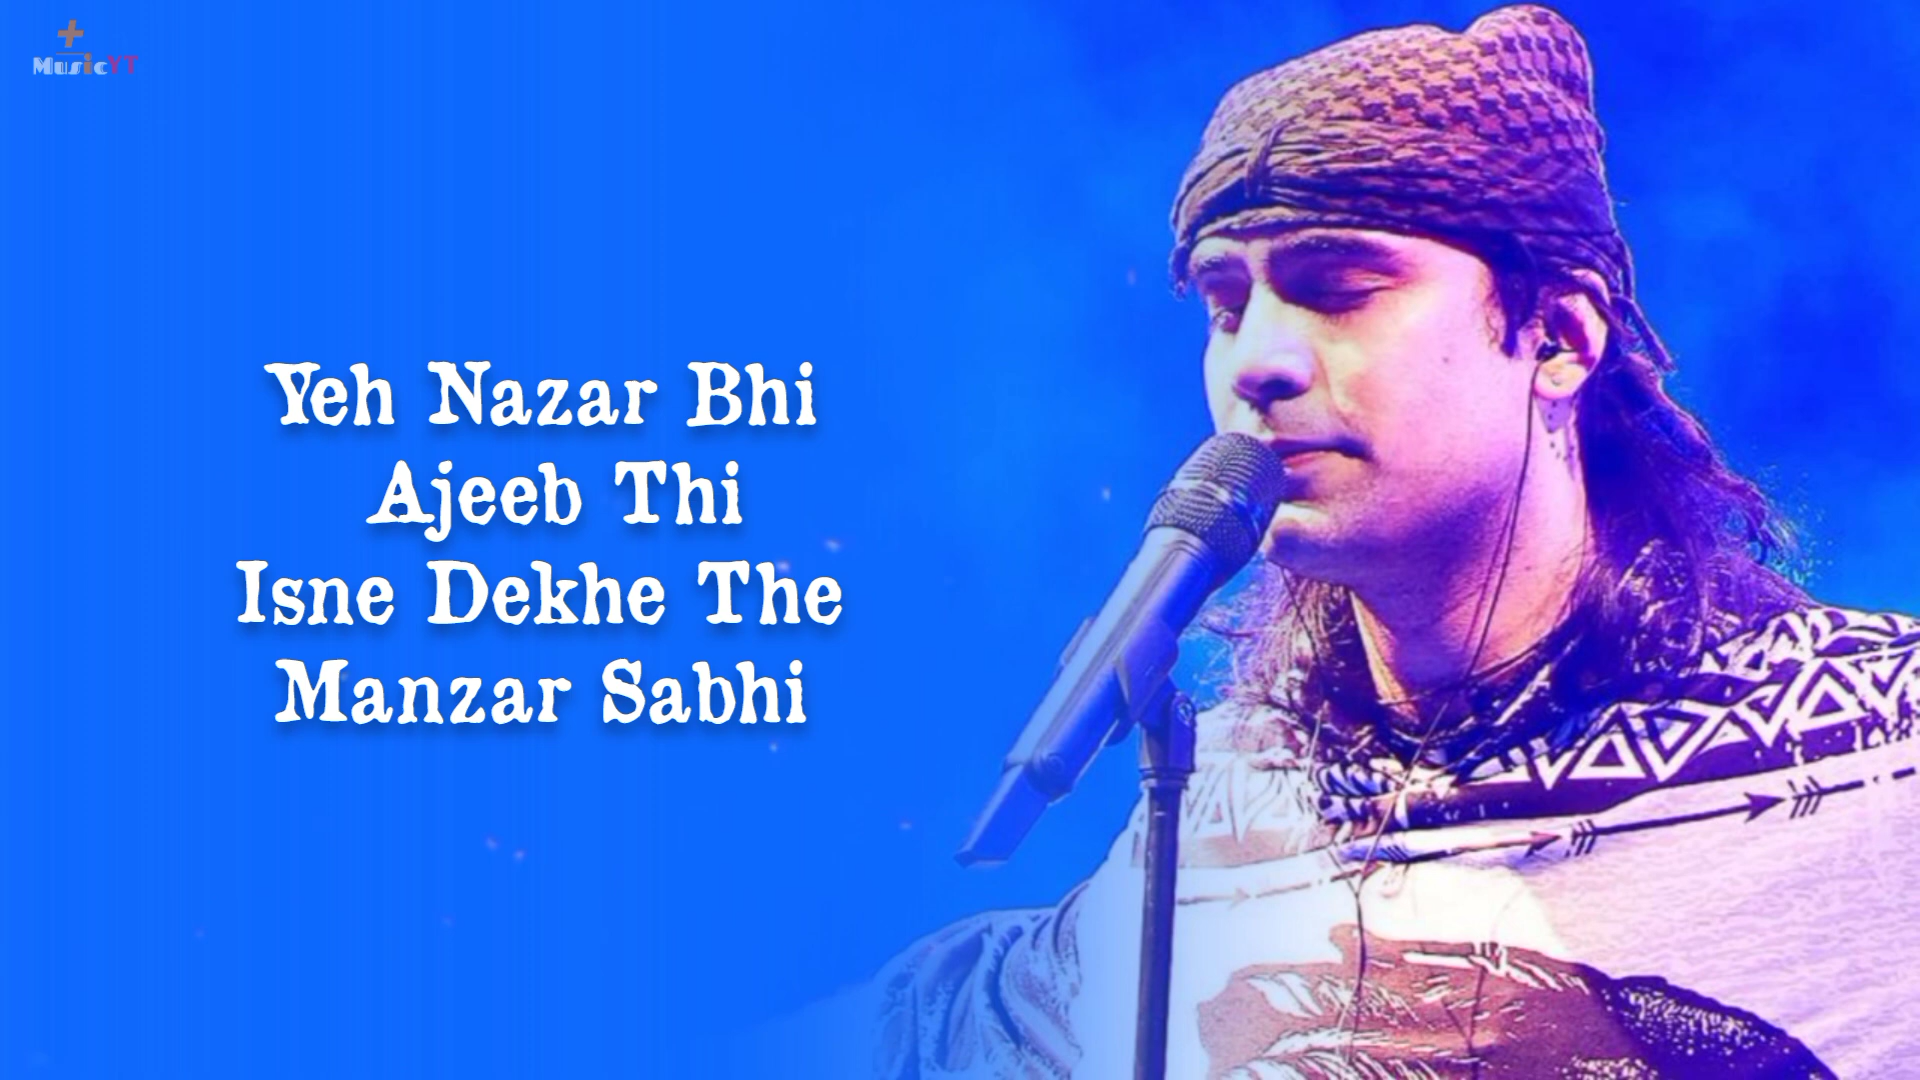 +
MusicYT
Yeh Nazar Bhi
Ajeeb Thi
Isne Dekhe The
Manzar Sabhi